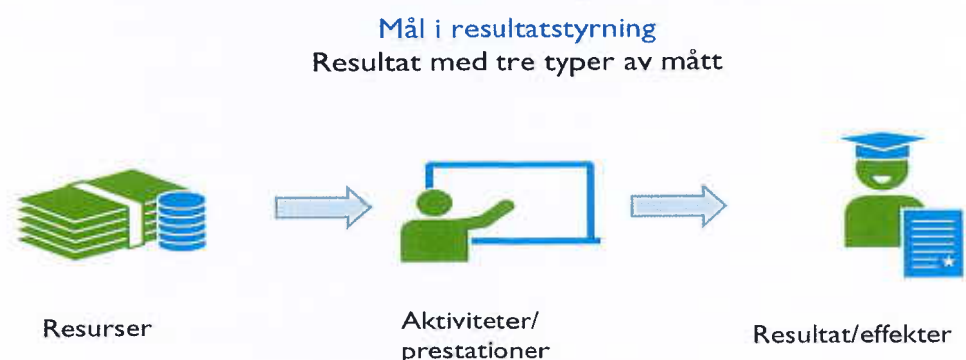 Mål i resultatstyrning
Resultat med tre typer av mått
Resurser
Aktiviteter/
prestationer
Resultat/effekter